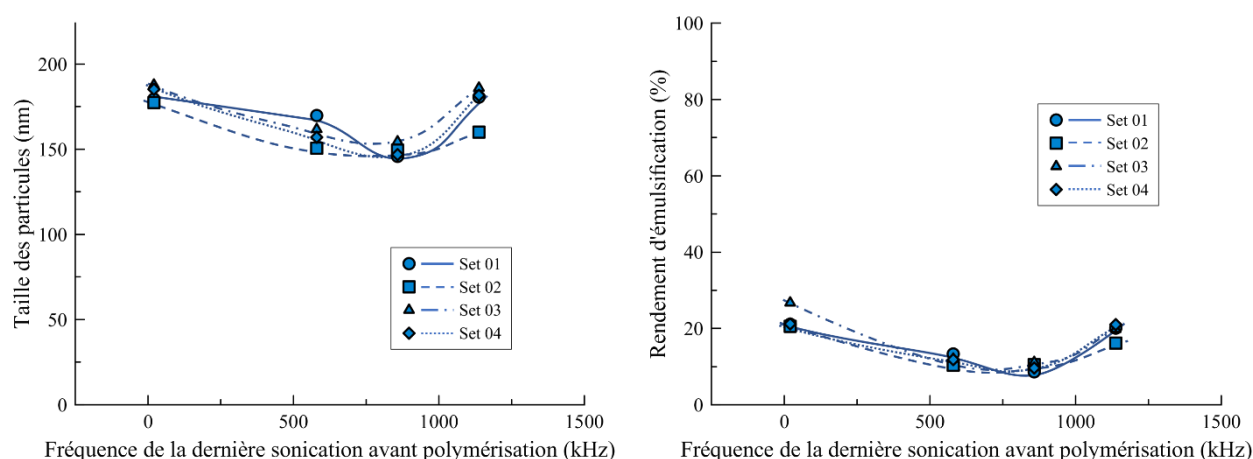 Taille des particules (nm)
200
150
100
50
0
0
500
1000
1500
Fréquence de la dernière sonication avant polymérisation (kHz)
Set 01
Set 02
Set 03
Set 04
Rendement d'émulsification (%)
100
80
60
40
20
0
0
500
1000
1500
Fréquence de la dernière sonication avant polymérisation (kHz)
Set 01
Set 02
Set 03
Set 04